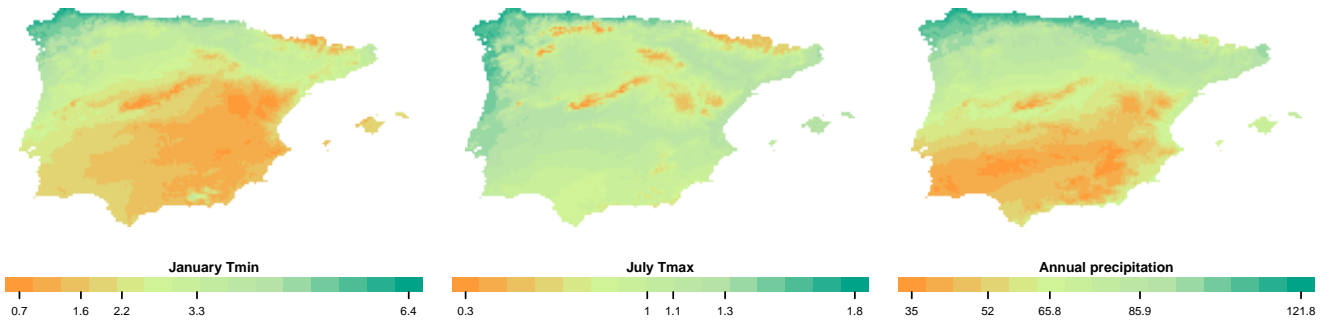 January Tmin
0.7 1.6 2.2 3.3 6.4
July Tmax
0.3 1 1.1 1.3 1.8
Annual precipitation
35 52 65.8 85.9 121.8